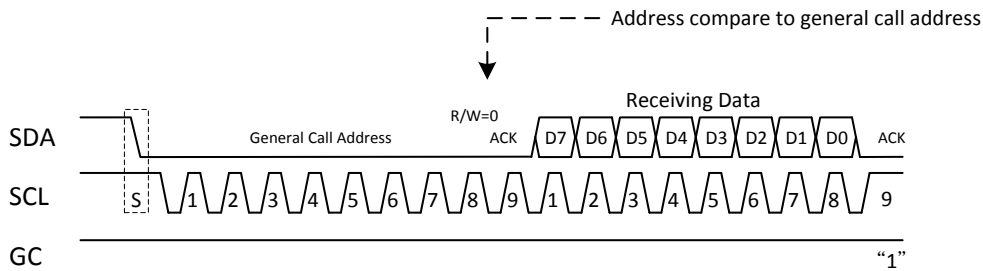 Address compare to general call address
Receiving Data
R/W=0
SDA General Call Address ACK D7 D6 D5 D4 D3 D2 D1 D0 ACK
SCL S 1 2 3 4 5 6 7 8 9 1 2 3 4 5 6 7 8 9
GC “1”